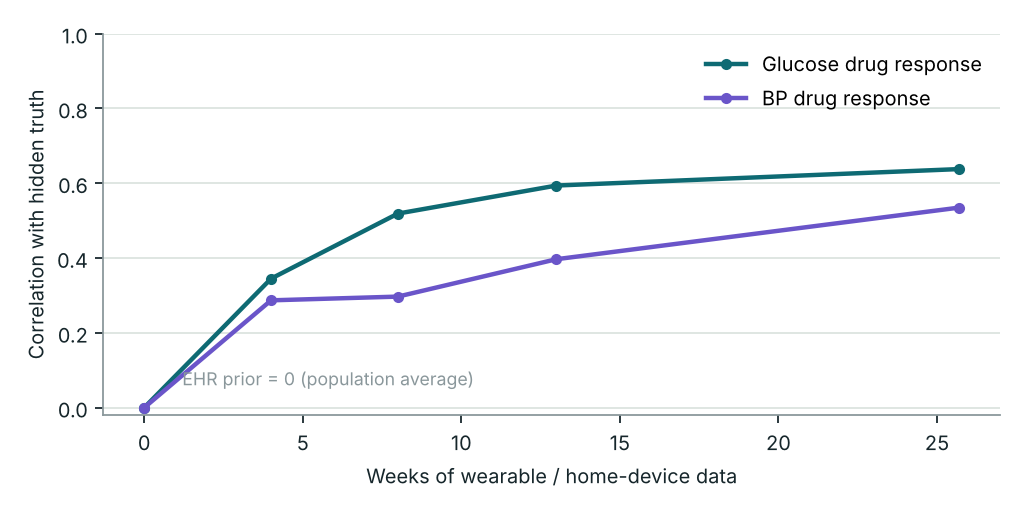 1.0
0.8
0.6
0.4
0.2
0.0
Correlation with hidden truth
Glucose drug response
BP drug response
EHR prior = 0 (population average)
0 5 10 15 20 25
Weeks of wearable / home-device data